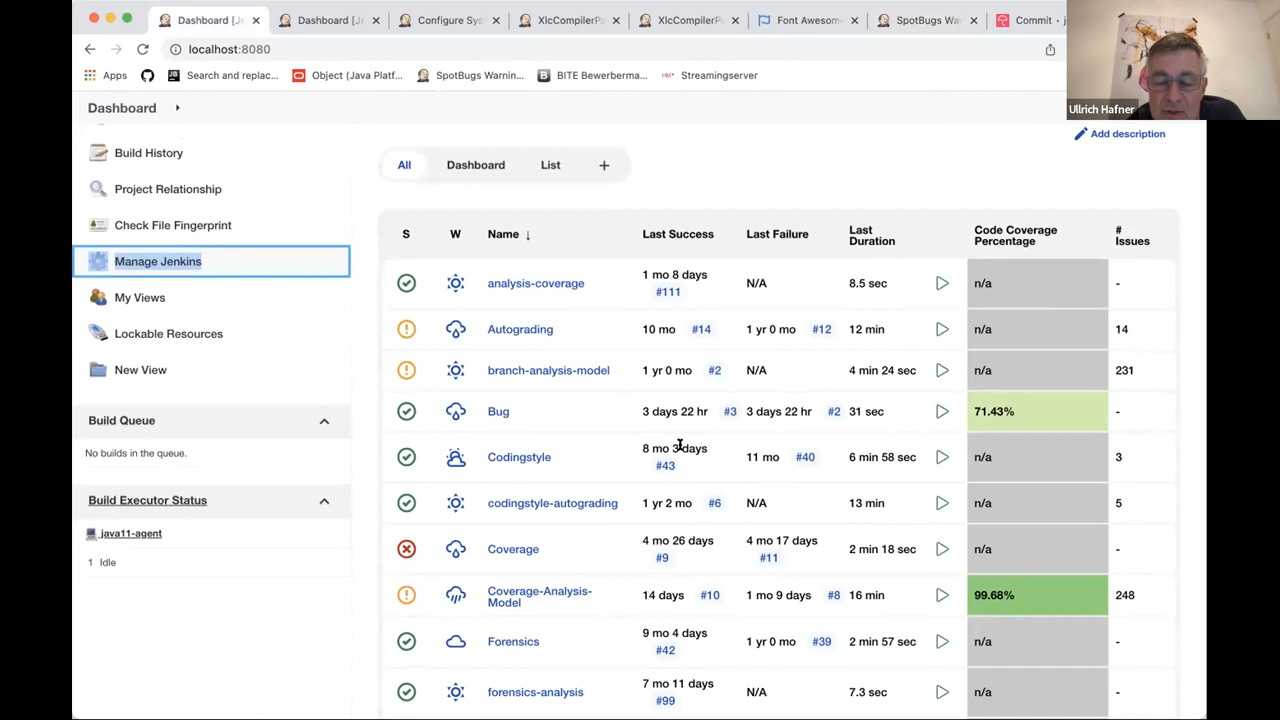 Dashboard [Je
Dashboard [Je
Configure Sys
XlcCompilerPa
XlcCompilerPa
Font Awesom
SpotBugs War
Commit · j
localhost:8080
Apps
Search and replac...
Object (Java Platf...
SpotBugs Warnin...
BITE Bewerberma...
Streamingserver
Ullrich Hafner
Dashboard
Add description
Build History
Project Relationship
Check File Fingerprint
Manage Jenkins
My Views
Lockable Resources
New View
Build Queue
No builds in the queue.
Build Executor Status
java11-agent
1 Idle
All Dashboard List +
S W Name ↓ Last Success Last Failure Last Duration Code Coverage Percentage # Issues
analysis-coverage 1 mo 8 days #111 N/A 8.5 sec n/a -
Autograding 10 mo #14 1 yr 0 mo #12 12 min n/a 14
branch-analysis-model 1 yr 0 mo #2 N/A 4 min 24 sec n/a 231
Bug 3 days 22 hr #3 3 days 22 hr #2 31 sec 71.43% -
Codingstyle 8 mo 3 days #43 11 mo #40 6 min 58 sec n/a 3
codingstyle-autograding 1 yr 2 mo #6 N/A 13 min n/a 5
Coverage 4 mo 26 days #9 4 mo 17 days #11 2 min 18 sec n/a -
Coverage-Analysis-Model 14 days #10 1 mo 9 days #8 16 min 99.68% 248
Forensics 9 mo 4 days #42 1 yr 0 mo #39 2 min 57 sec n/a -
forensics-analysis 7 mo 11 days #99 N/A 7.3 sec n/a -